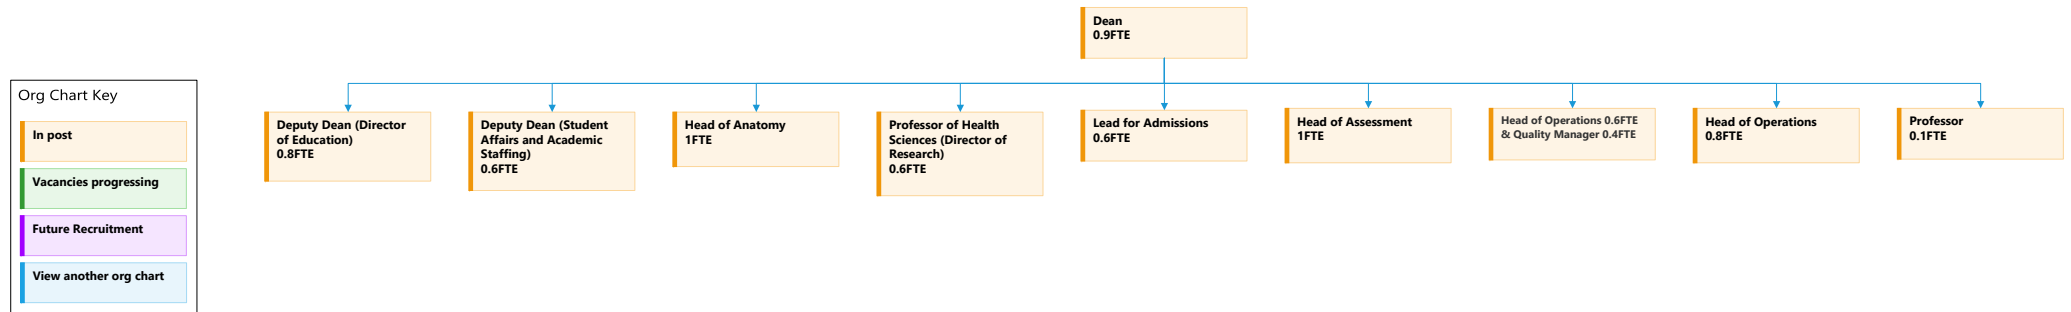 Dean
0.9FTE
Org Chart Key
In post
Vacancies progressing
Future Recruitment
View another org chart
Deputy Dean (Director
of Education)
0.8FTE
Deputy Dean (Student
Affairs and Academic
Staffing)
0.6FTE
Head of Anatomy
1FTE
Professor of Health
Sciences (Director of
Research)
0.6FTE
Lead for Admissions
0.6FTE
Head of Assessment
1FTE
Head of Operations 0.6FTE
& Quality Manager 0.4FTE
Head of Operations
0.8FTE
Professor
0.1FTE